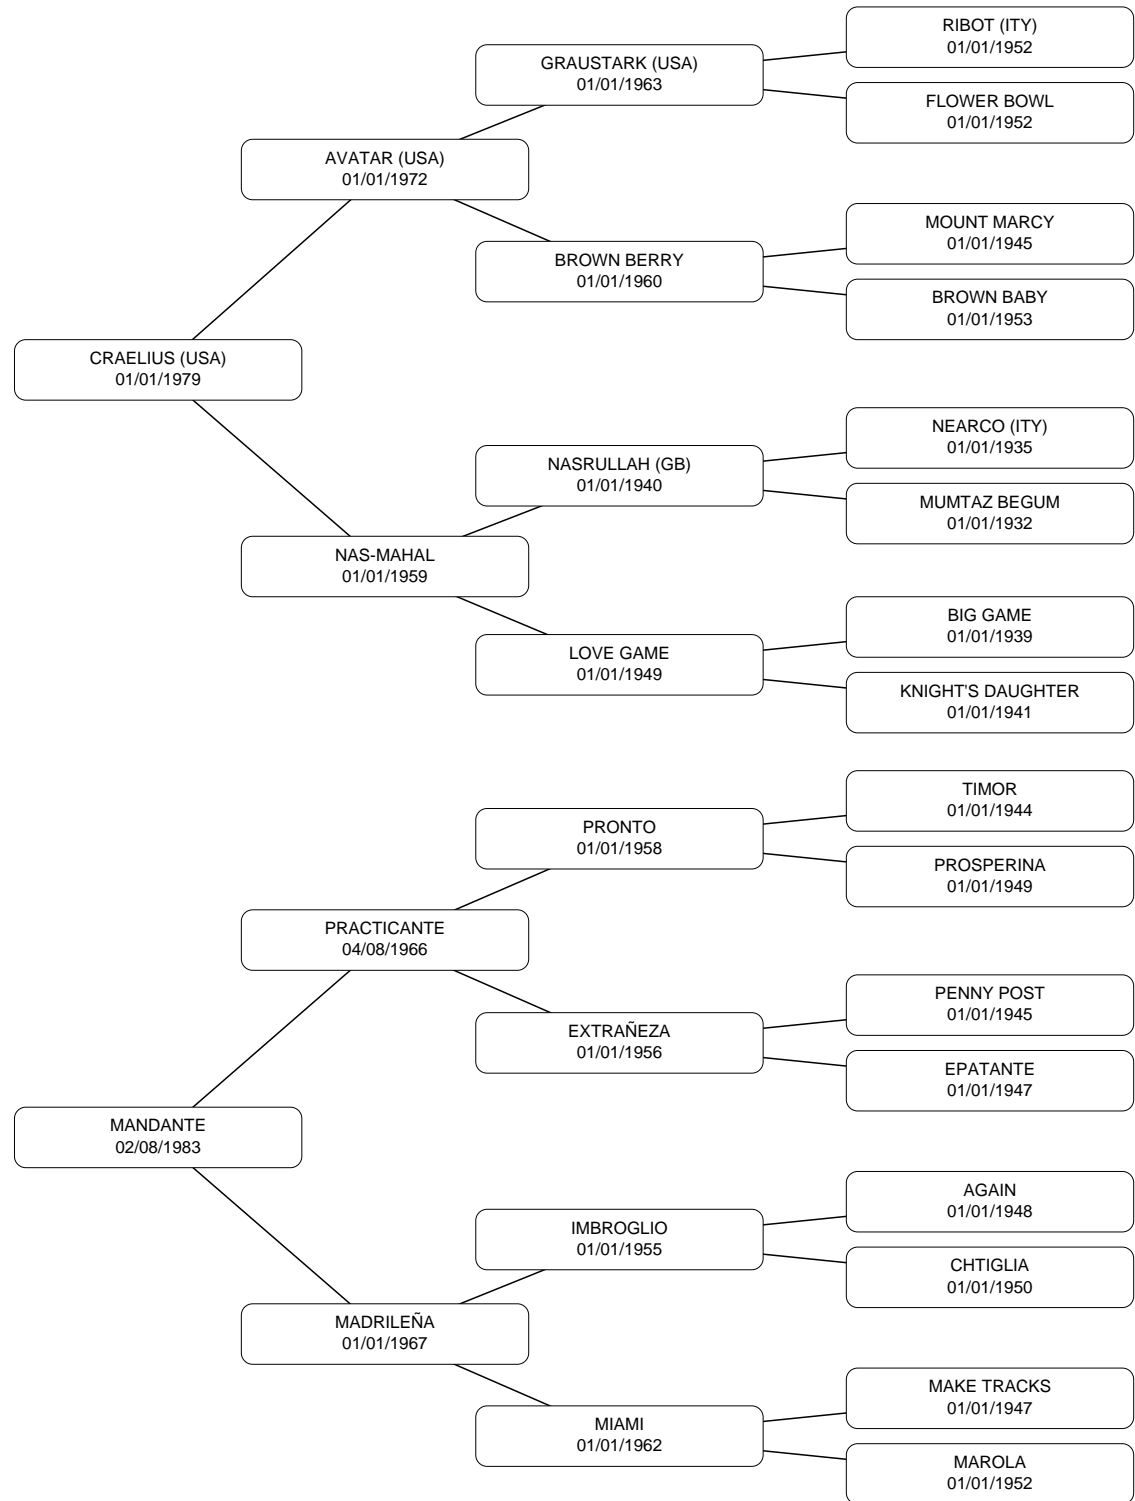 RIBOT (ITY)
01/01/1952
GRAUSTARK (USA)
01/01/1963
FLOWER BOWL
01/01/1952
AVATAR (USA)
01/01/1972
MOUNT MARCY
01/01/1945
BROWN BERRY
01/01/1960
BROWN BABY
01/01/1953
CRAELIUS (USA)
01/01/1979
NEARCO (ITY)
01/01/1935
NASRULLAH (GB)
01/01/1940
MUMTAZ BEGUM
01/01/1932
NAS-MAHAL
01/01/1959
BIG GAME
01/01/1939
LOVE GAME
01/01/1949
KNIGHT'S DAUGHTER
01/01/1941
TIMOR
01/01/1944
PRONTO
01/01/1958
PROSPERINA
01/01/1949
PRACTICANTE
04/08/1966
PENNY POST
01/01/1945
EXTRAÑEZA
01/01/1956
EPATANTE
01/01/1947
MANDANTE
02/08/1983
AGAIN
01/01/1948
IMBROGLIO
01/01/1955
CHTIGLIA
01/01/1950
MADRILEÑA
01/01/1967
MAKE TRACKS
01/01/1947
MIAMI
01/01/1962
MAROLA
01/01/1952